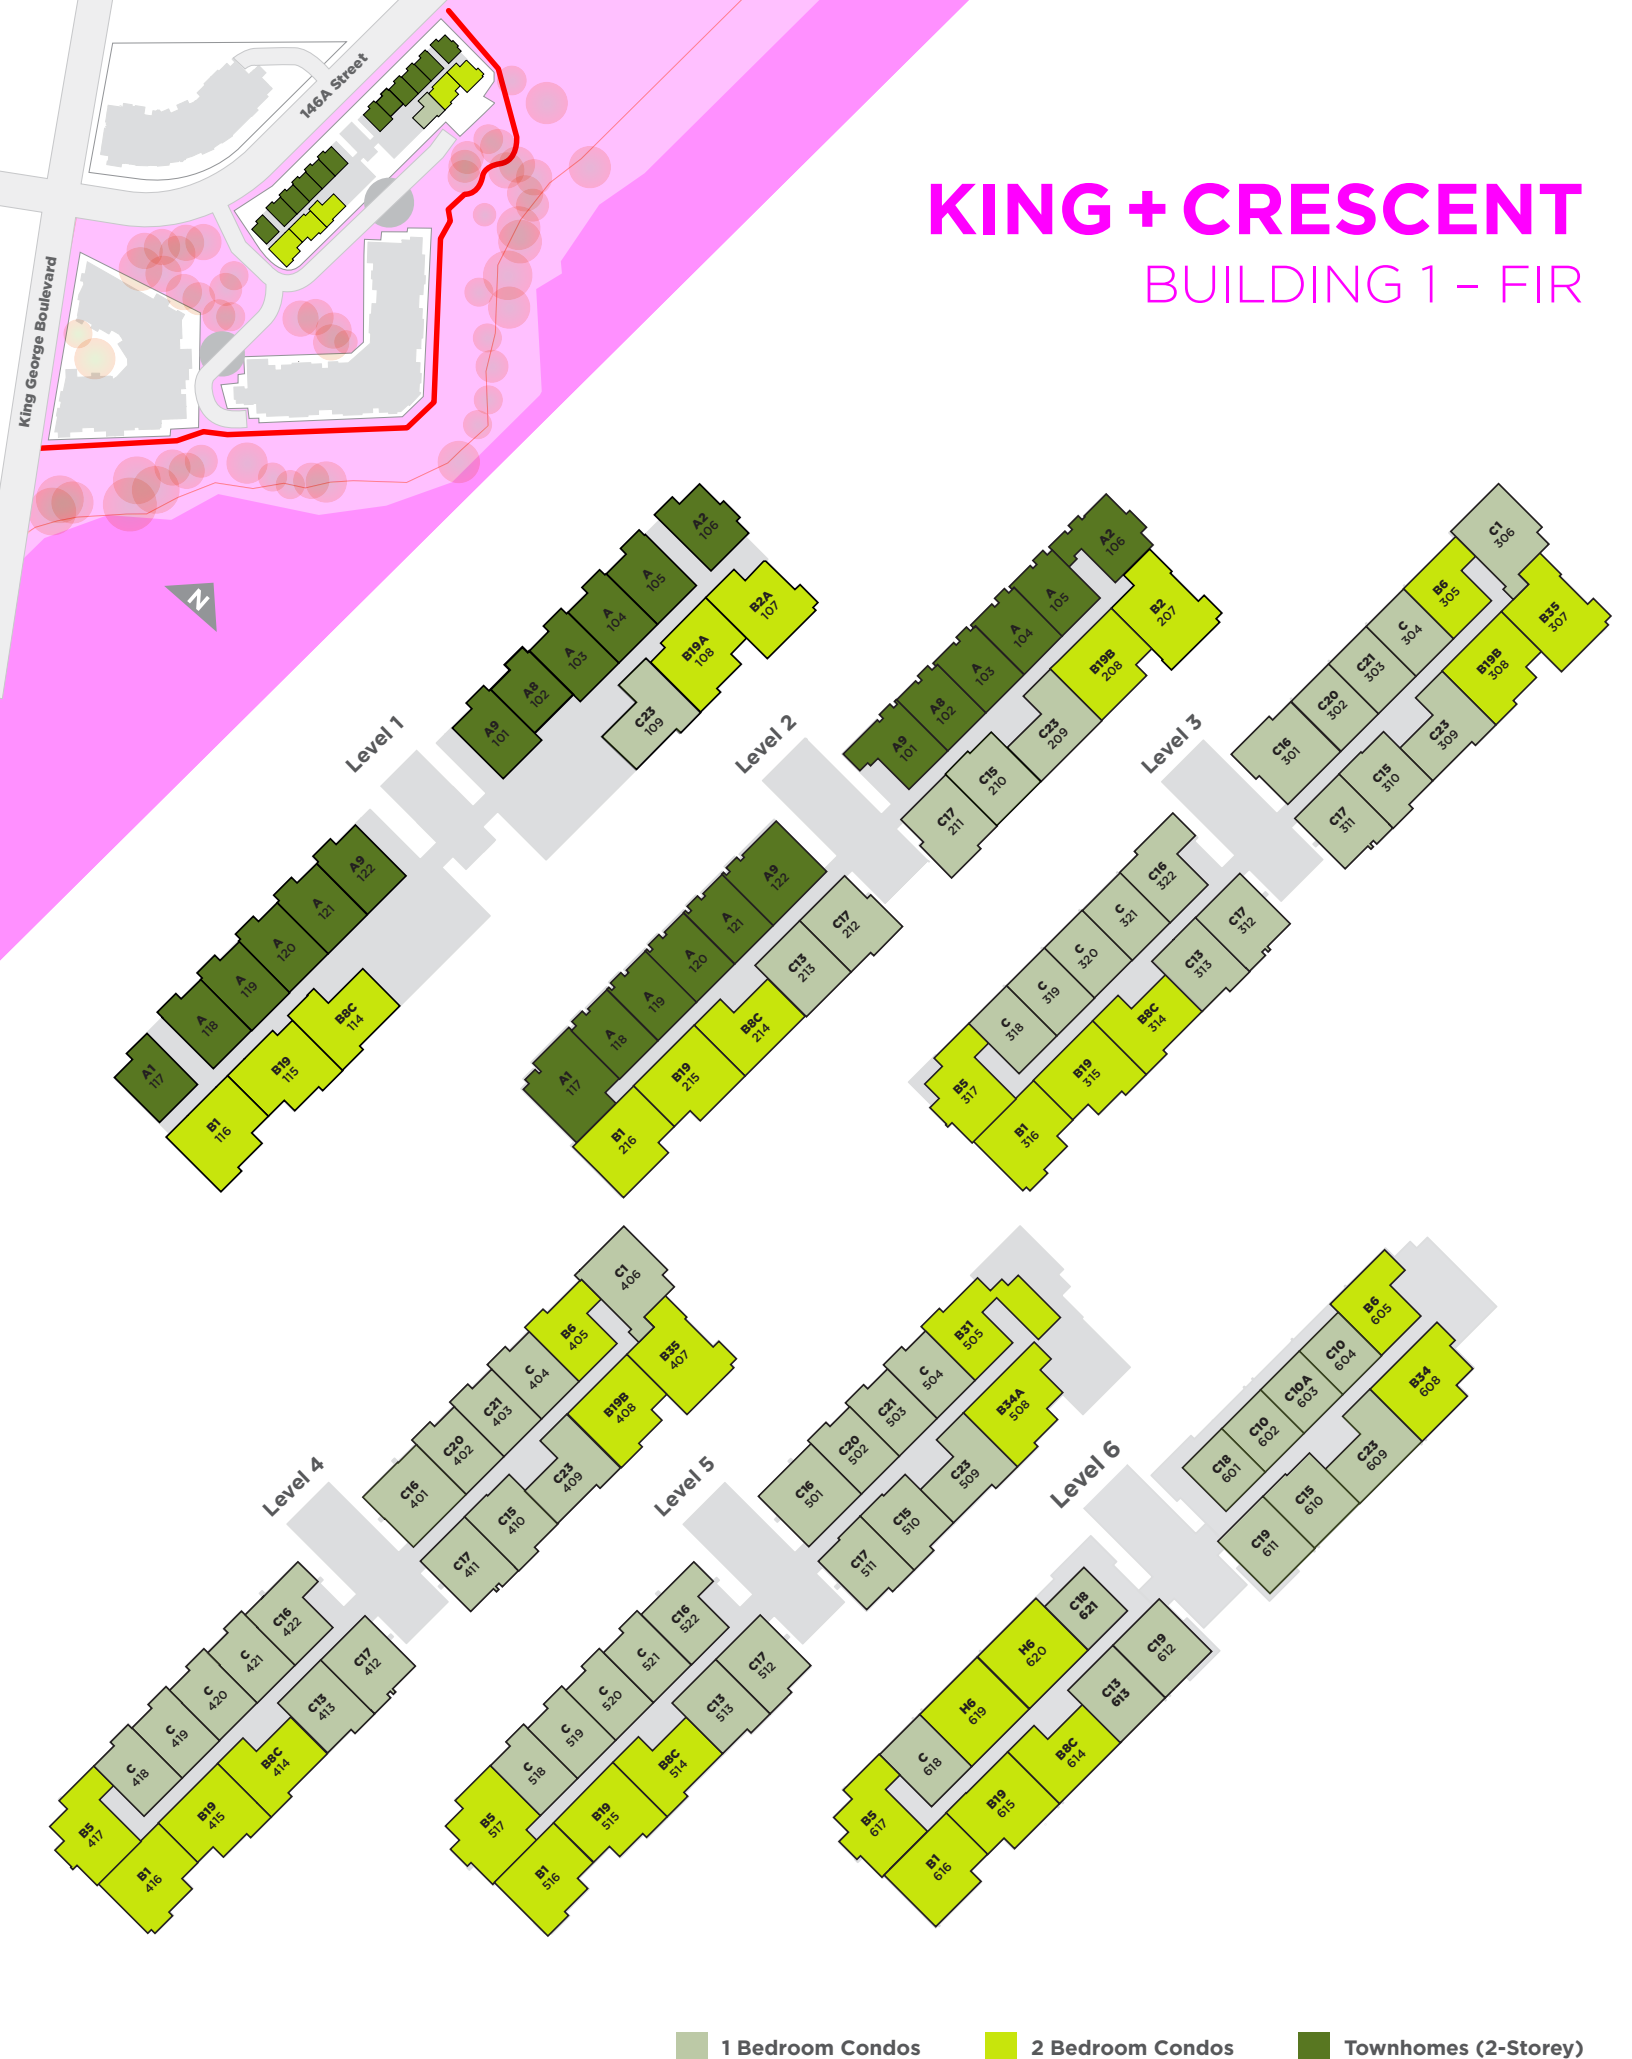 146A Street
King George Boulevard
KING + CRESCENT
BUILDING 1 – FIR
N
Level 1
A2
106
A
105
A
104
A
103
A8
102
A9
101
B2A
107
B19A
108
C23
109
A9
122
A
121
A
120
A
119
A
118
A1
117
B8C
114
B19
115
B1
116
Level 2
A2
106
A
105
A
104
A
103
A8
102
A9
101
B2
207
B19B
208
C23
209
C15
210
C17
211
A9
122
A
121
A
120
A
119
A
118
A1
117
C17
212
C13
213
B8C
214
B19
215
B1
216
Level 3
C1
306
B6
305
C
304
C21
303
C20
302
C16
301
B35
307
B19B
308
C23
309
C15
310
C17
311
C16
322
C
321
C
320
C
319
C
318
B5
317
C17
312
C13
313
B8C
314
B19
315
B1
316
Level 4
C1
406
B6
405
C
404
C21
403
C20
402
C16
401
B35
407
B19B
408
C23
409
C15
410
C17
411
C16
422
C
421
C
420
C
419
C
418
B5
417
C17
412
C13
413
B8C
414
B19
415
B1
416
Level 5
B31
505
C
504
C21
503
C20
502
C16
501
B34A
508
C23
509
C15
510
C17
511
C16
522
C
521
C
520
C
519
C
518
B5
517
C17
512
C13
513
B8C
514
B19
515
B1
516
Level 6
B6
605
C10
604
C10A
603
C10
602
C18
601
B34
608
C23
609
C15
610
C19
611
C18
621
H6
620
H6
619
C
618
B5
617
C19
612
C13
613
B8C
614
B19
615
B1
616
1 Bedroom Condos
2 Bedroom Condos
Townhomes (2-Storey)